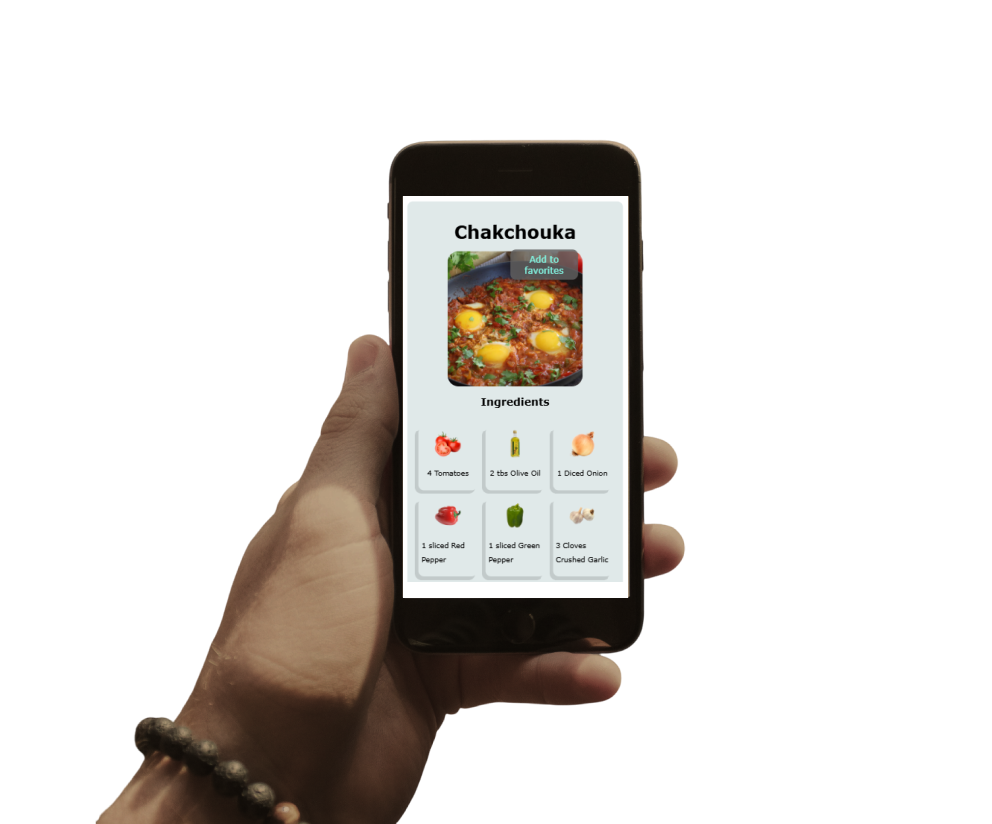 Chakchouka
Add to
favorites
Ingredients
4 Tomatoes
2 tbs Olive Oil
1 Diced Onion
1 sliced Red
Pepper
1 sliced Green
Pepper
3 Cloves
Crushed Garlic